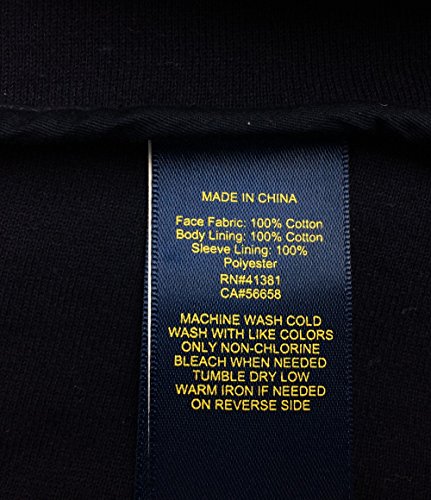 MADE IN CHINA
Face Fabric: 100% Cotton
Body Lining: 100% Cotton
Sleeve Lining: 100%
Polyester
RN#41381
CA#56658
MACHINE WASH COLD
WASH WITH LIKE COLORS
ONLY NON-CHLORINE
BLEACH WHEN NEEDED
TUMBLE DRY LOW
WARM IRON IF NEEDED
ON REVERSE SIDE